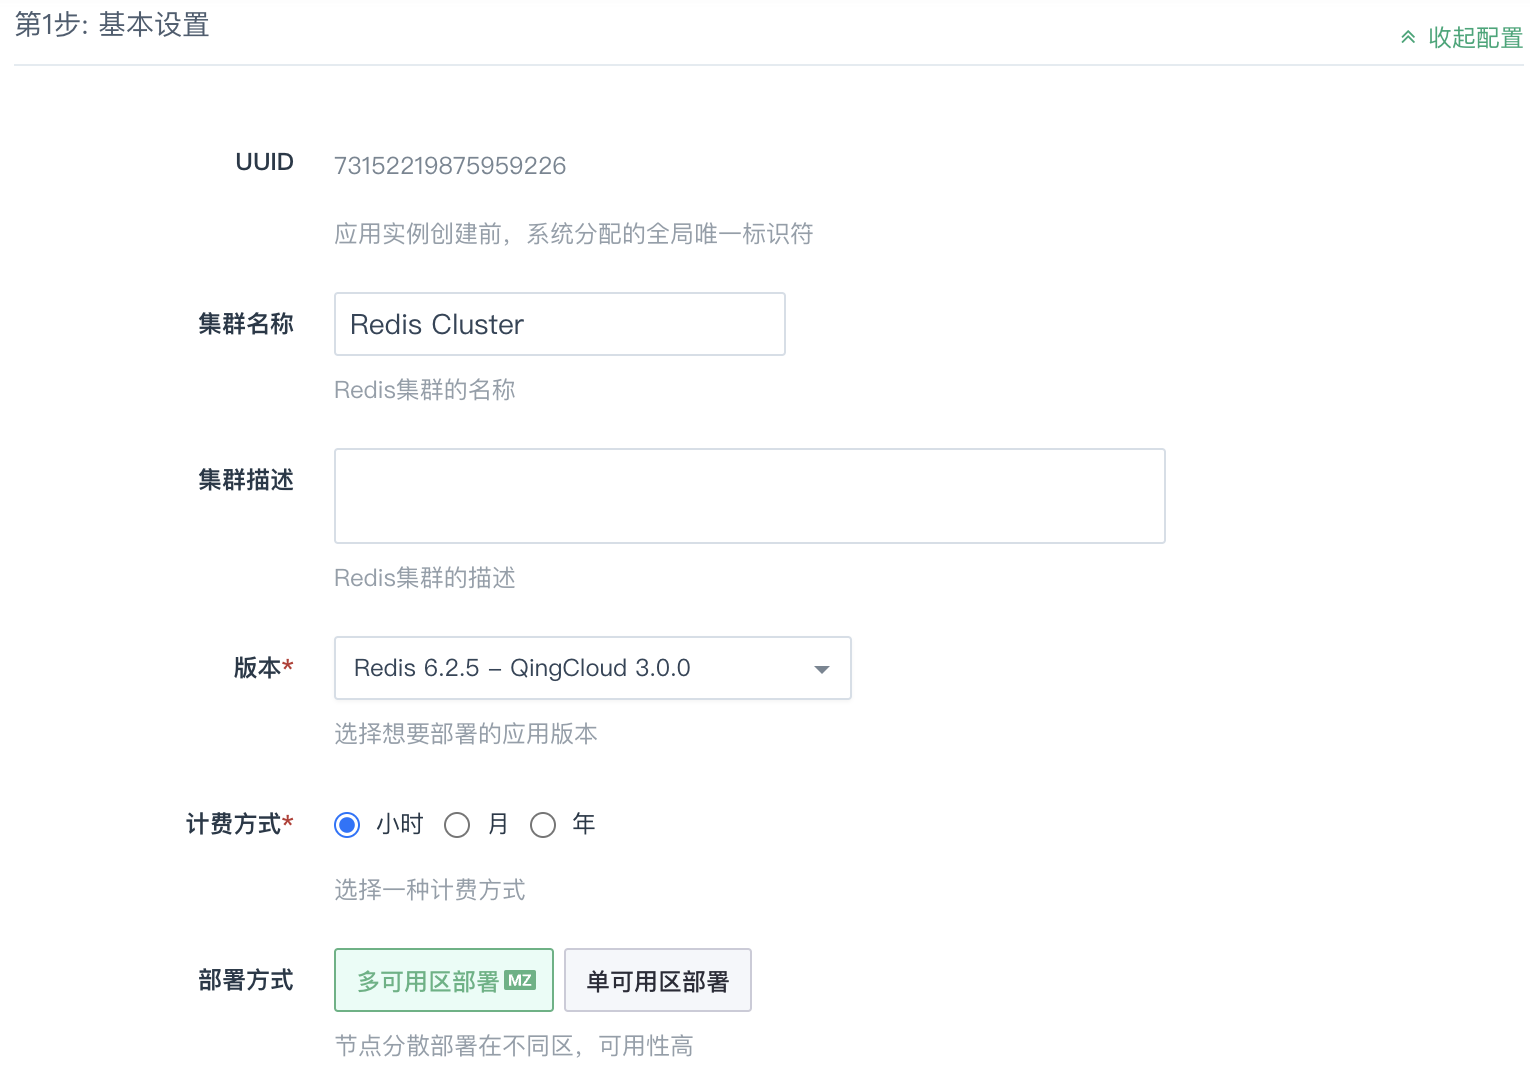 第1步: 基本设置
收起配置
UUID
73152219875959226
应用实例创建前，系统分配的全局唯一标识符
集群名称
Redis Cluster
Redis集群的名称
集群描述
Redis集群的描述
版本*
Redis 6.2.5 – QingCloud 3.0.0
选择想要部署的应用版本
计费方式*
小时 月 年
选择一种计费方式
部署方式
多可用区部署 MZ 单可用区部署
节点分散部署在不同区，可用性高